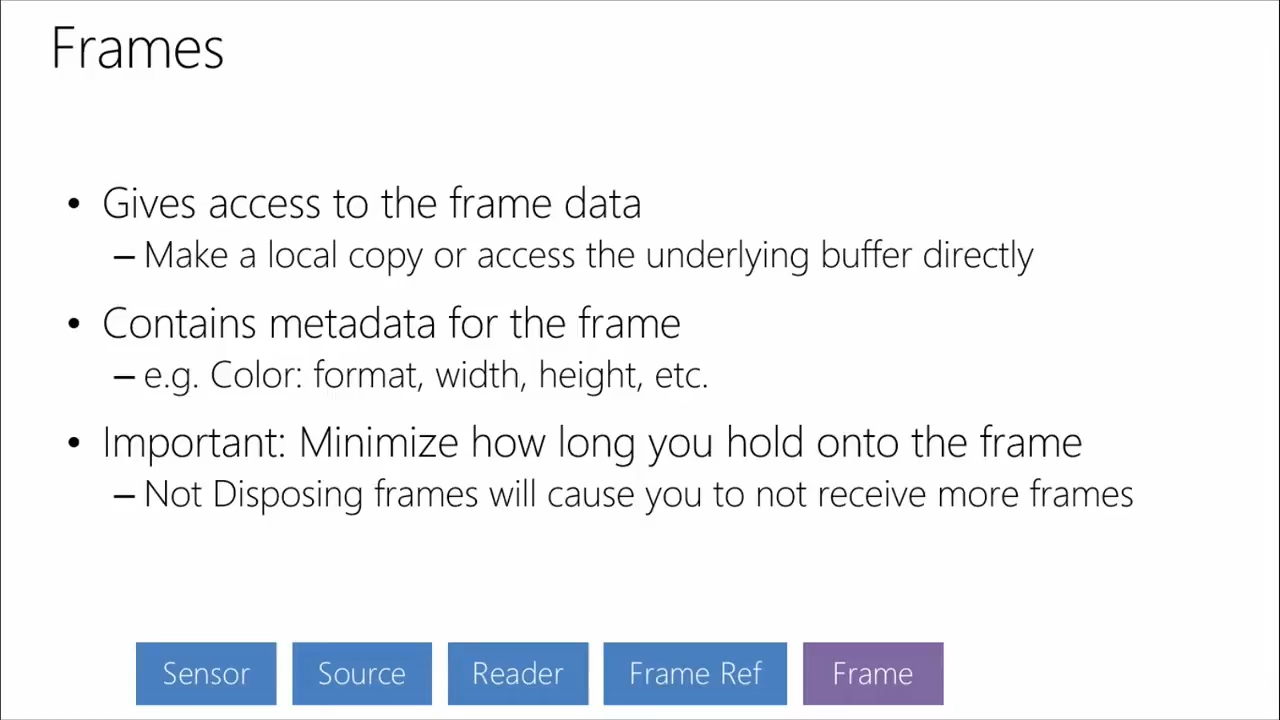 Frames
• Gives access to the frame data
– Make a local copy or access the underlying buffer directly
• Contains metadata for the frame
– e.g. Color: format, width, height, etc.
• Important: Minimize how long you hold onto the frame
– Not Disposing frames will cause you to not receive more frames
Sensor Source Reader Frame Ref Frame